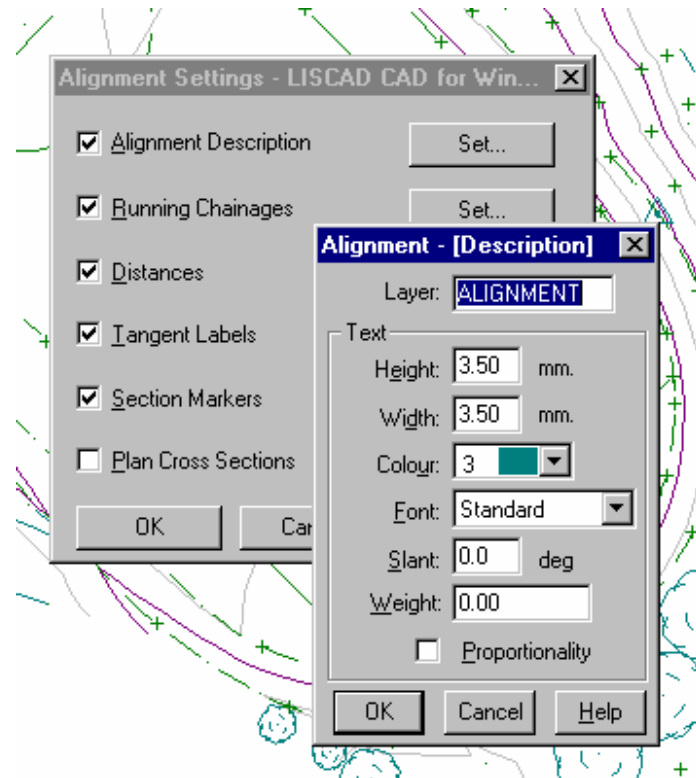 Alignment Settings - LISCAD CAD for Win...
Alignment Description
Set...
Running Chainages
Set...
Distances
Tangent Labels
Section Markers
Plan Cross Sections
OK
Can
Alignment - [Description]
Layer: ALIGNMENT
Text
Height: 3.50 mm.
Width: 3.50 mm.
Colour: 3
Font: Standard
Slant: 0.0 deg
Weight: 0.00
Proportionality
OK
Cancel
Help